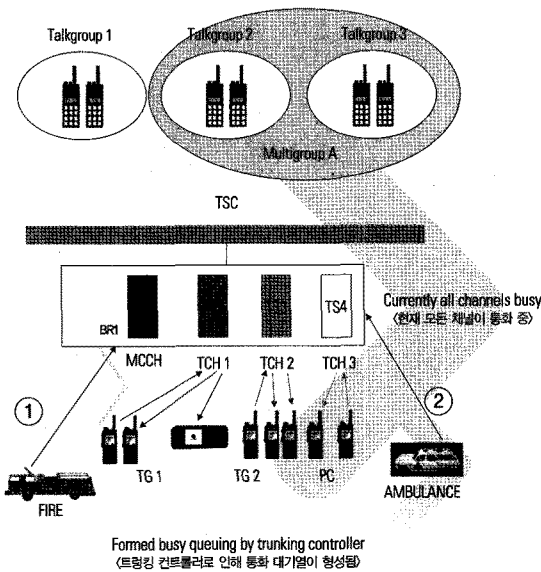 Talkgroup 1
Talkgroup 2
Talkgroup 3
Multigroup A
TSC
BR1
TS4
Currently all channels busy
〈현재 모든 채널이 통화 중〉
MCCH
TCH 1
TCH 2
TCH 3
1
2
TG 1
TG 2
PC
FIRE
AMBULANCE
Formed busy queuing by trunking controller
〈트렁킹 컨트롤러로 인해 통화 대기열이 형성됨〉